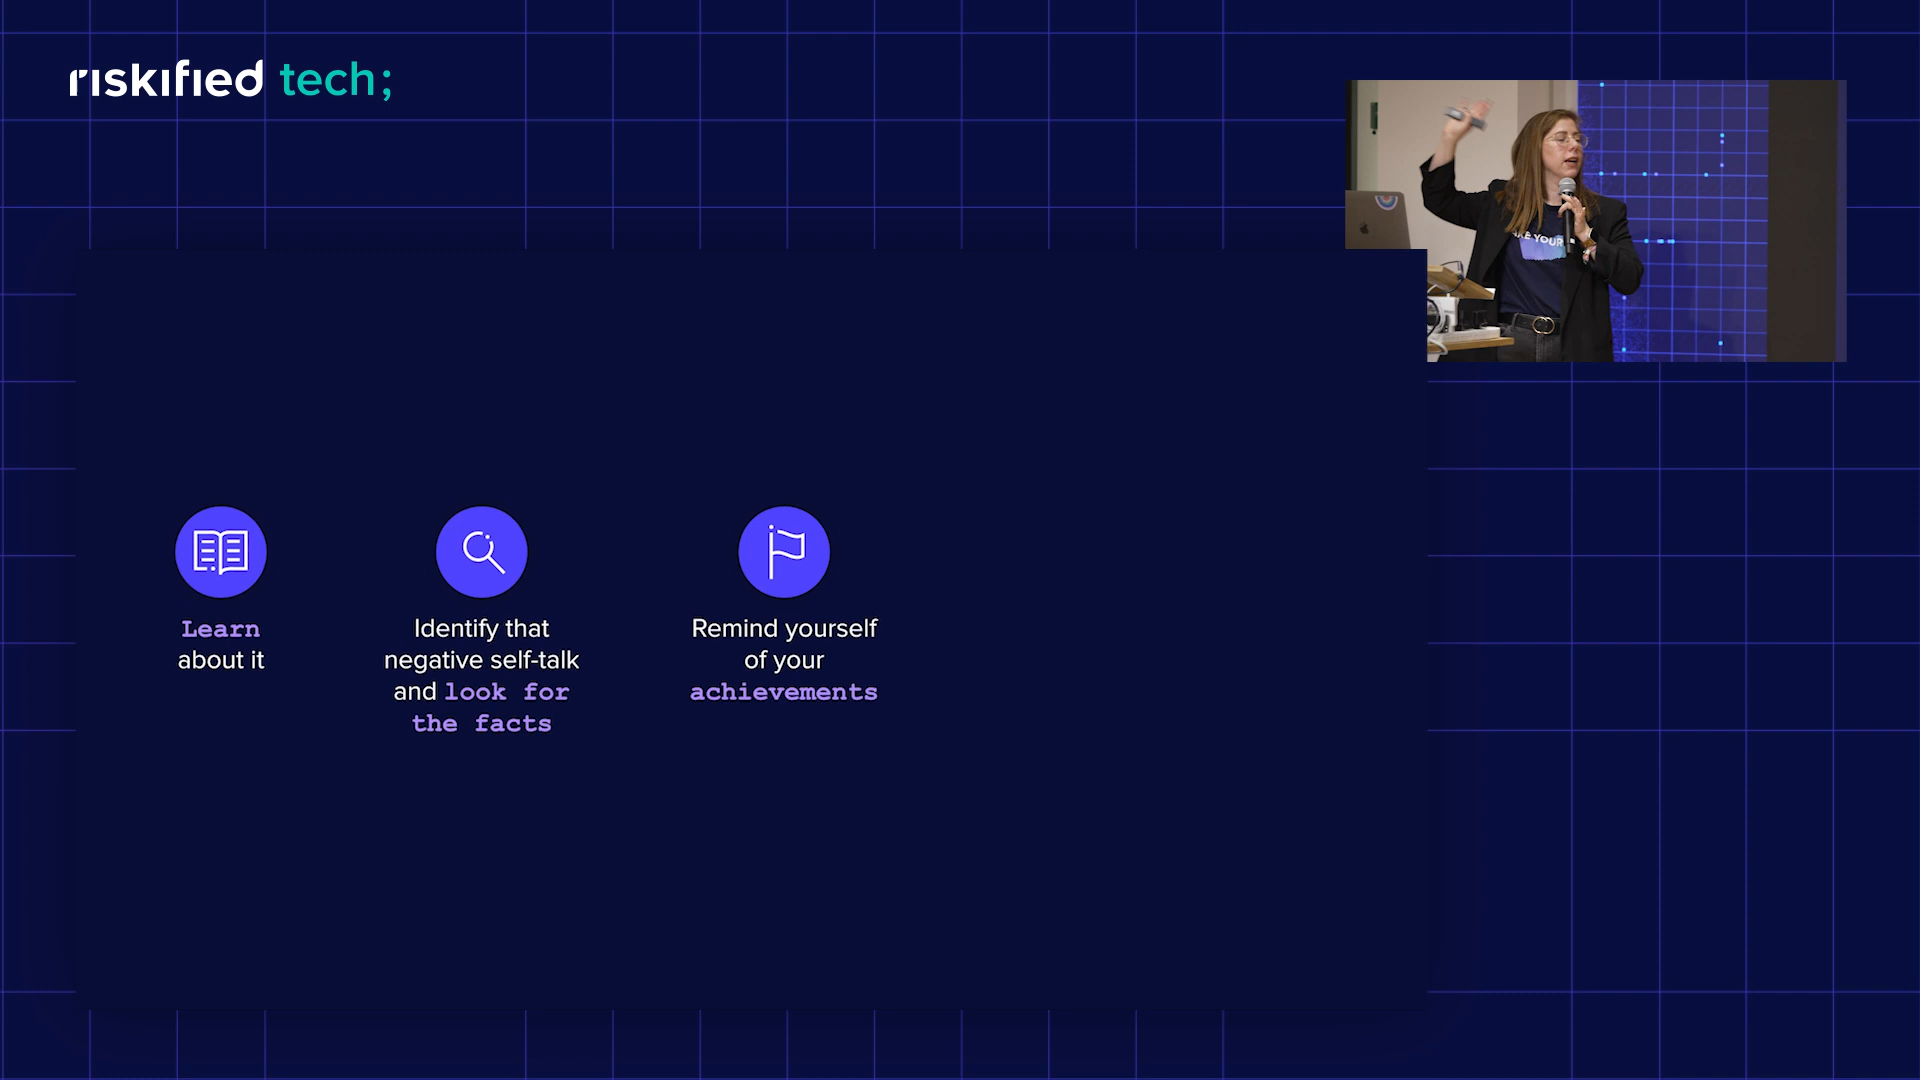 riskified tech;
YOUR
Learn
about it
Identify that
negative self-talk
and look for
the facts
Remind yourself
of your
achievements